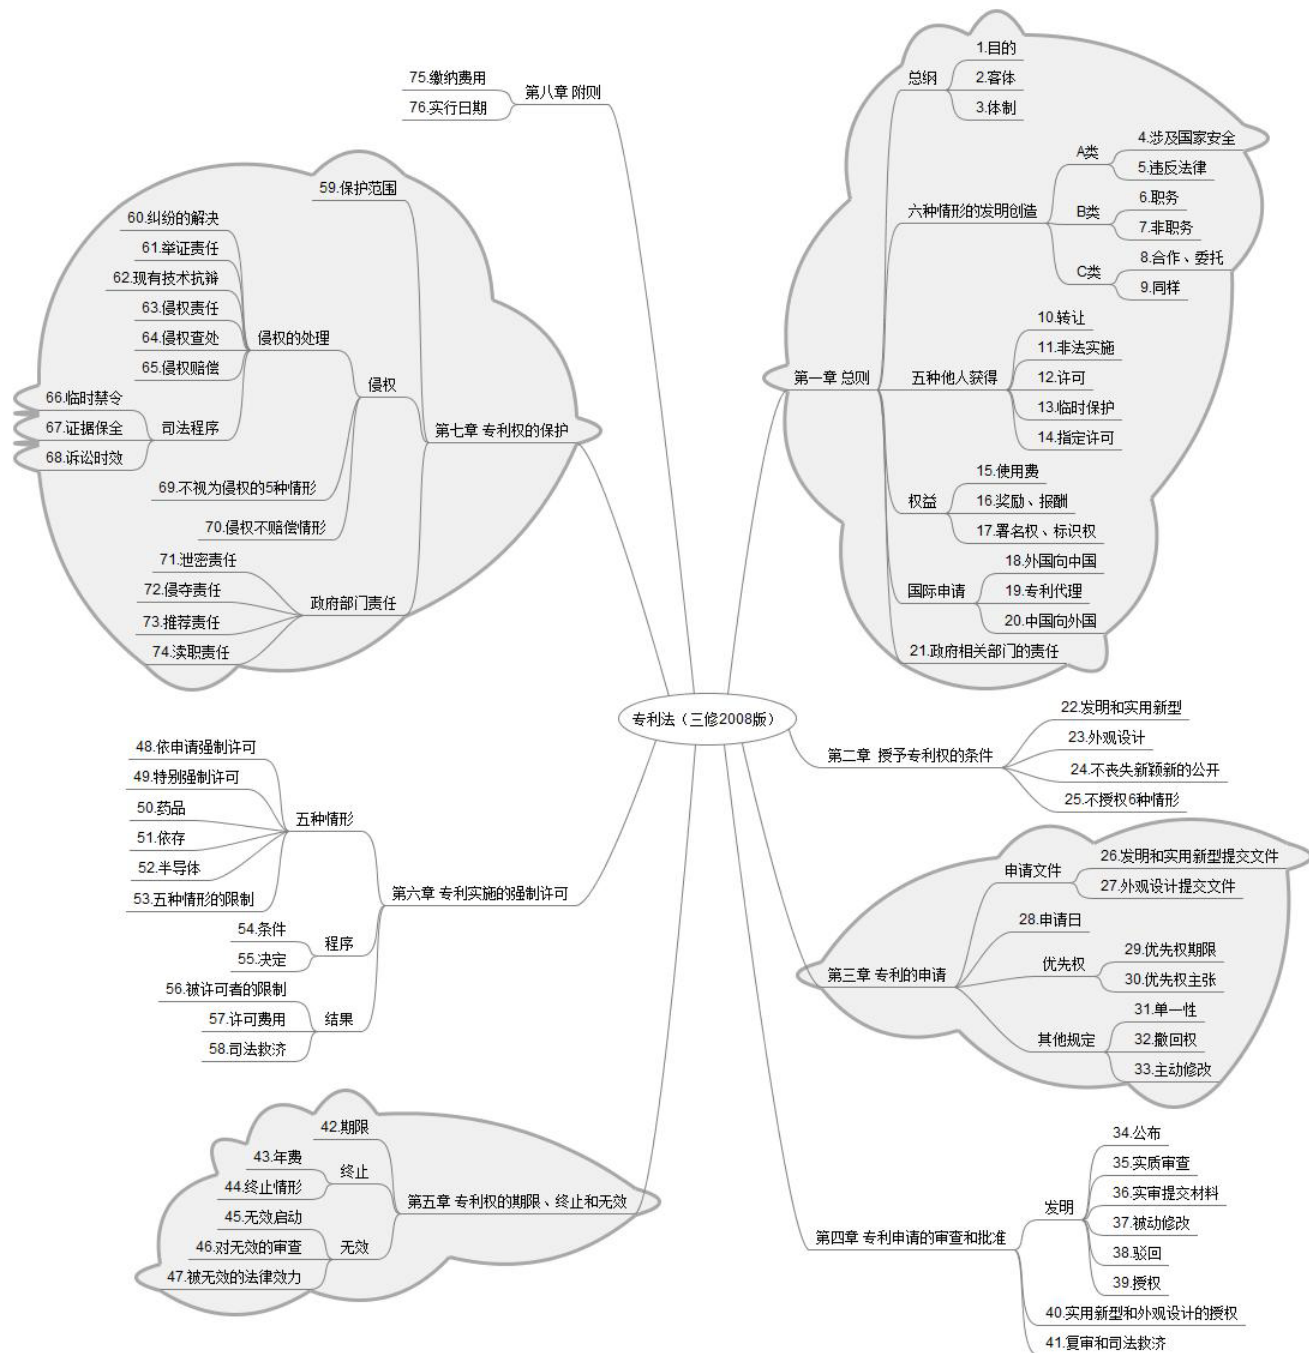 专利法（三修2008版）
第一章 总则
总纲
1.目的
2.客体
3.体制
六种情形的发明创造
A类
4.涉及国家安全
5.违反法律
B类
6.职务
7.非职务
C类
8.合作、委托
9.同样
五种他人获得
10.转让
11.非法实施
12.许可
13.临时保护
14.指定许可
权益
15.使用费
16.奖励、报酬
17.署名权、标识权
国际申请
18.外国向中国
19.专利代理
20.中国向外国
21.政府相关部门的责任
第二章 授予专利权的条件
22.发明和实用新型
23.外观设计
24.不丧失新颖新的公开
25.不授权6种情形
第三章 专利的申请
申请文件
26.发明和实用新型提交文件
27.外观设计提交文件
28.申请日
优先权
29.优先权期限
30.优先权主张
其他规定
31.单一性
32.撤回权
33.主动修改
第四章 专利申请的审查和批准
发明
34.公布
35.实质审查
36.实审提交材料
37.被动修改
38.驳回
39.授权
40.实用新型和外观设计的授权
41.复审和司法救济
第五章 专利权的期限、终止和无效
42.期限
终止
43.年费
44.终止情形
无效
45.无效启动
46.对无效的审查
47.被无效的法律效力
第六章 专利实施的强制许可
五种情形
48.依申请强制许可
49.特别强制许可
50.药品
51.依存
52.半导体
53.五种情形的限制
程序
54.条件
55.决定
结果
56.被许可者的限制
57.许可费用
58.司法救济
第七章 专利权的保护
59.保护范围
侵权
侵权的处理
60.纠纷的解决
61.举证责任
62.现有技术抗辩
63.侵权责任
64.侵权查处
65.侵权赔偿
司法程序
66.临时禁令
67.证据保全
68.诉讼时效
69.不视为侵权的5种情形
70.侵权不赔偿情形
政府部门责任
71.泄密责任
72.侵夺责任
73.推荐责任
74.渎职责任
第八章 附则
75.缴纳费用
76.实行日期